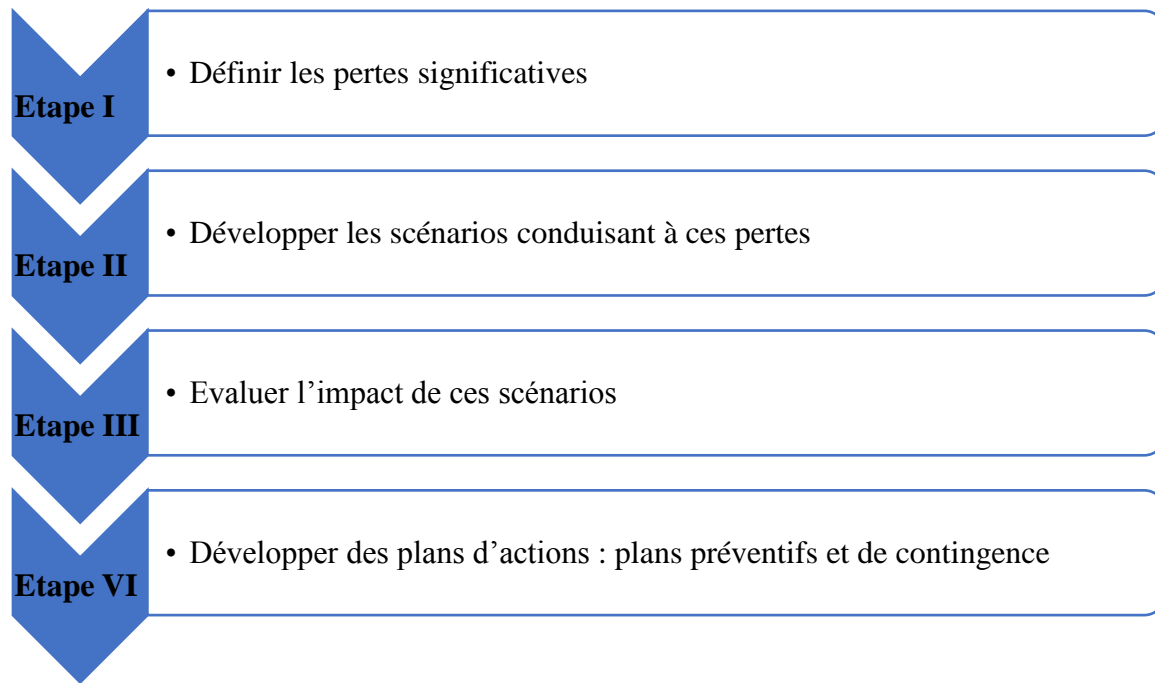 Etape I
• Définir les pertes significatives
Etape II
• Développer les scénarios conduisant à ces pertes
Etape III
• Evaluer l’impact de ces scénarios
Etape VI
• Développer des plans d’actions : plans préventifs et de contingence